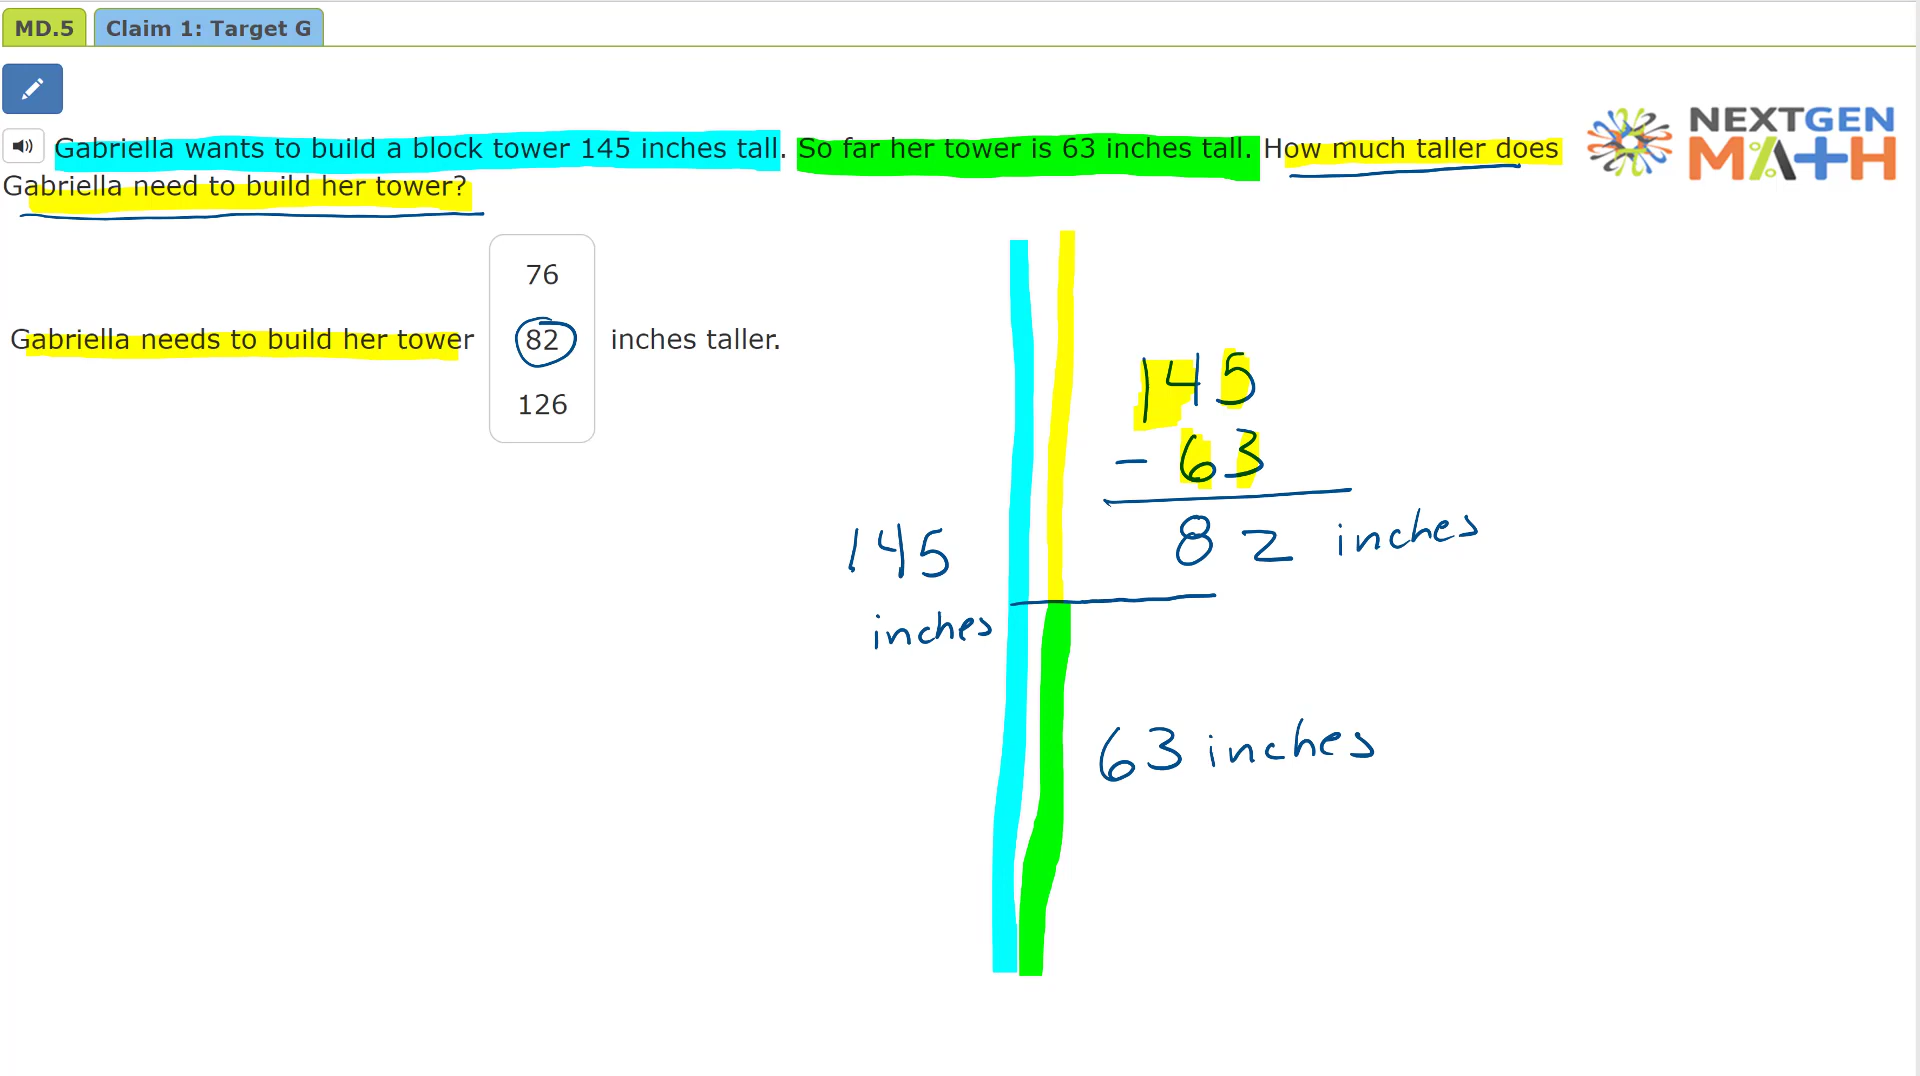 MD.5 Claim 1: Target G
Gabriella wants to build a block tower 145 inches tall. So far her tower is 63 inches tall. How much taller does
Gabriella need to build her tower?
NEXTGEN
MATH
76
Gabriella needs to build her tower 82 inches taller.
126
145
- 63
82 inches
145
inches
63 inches